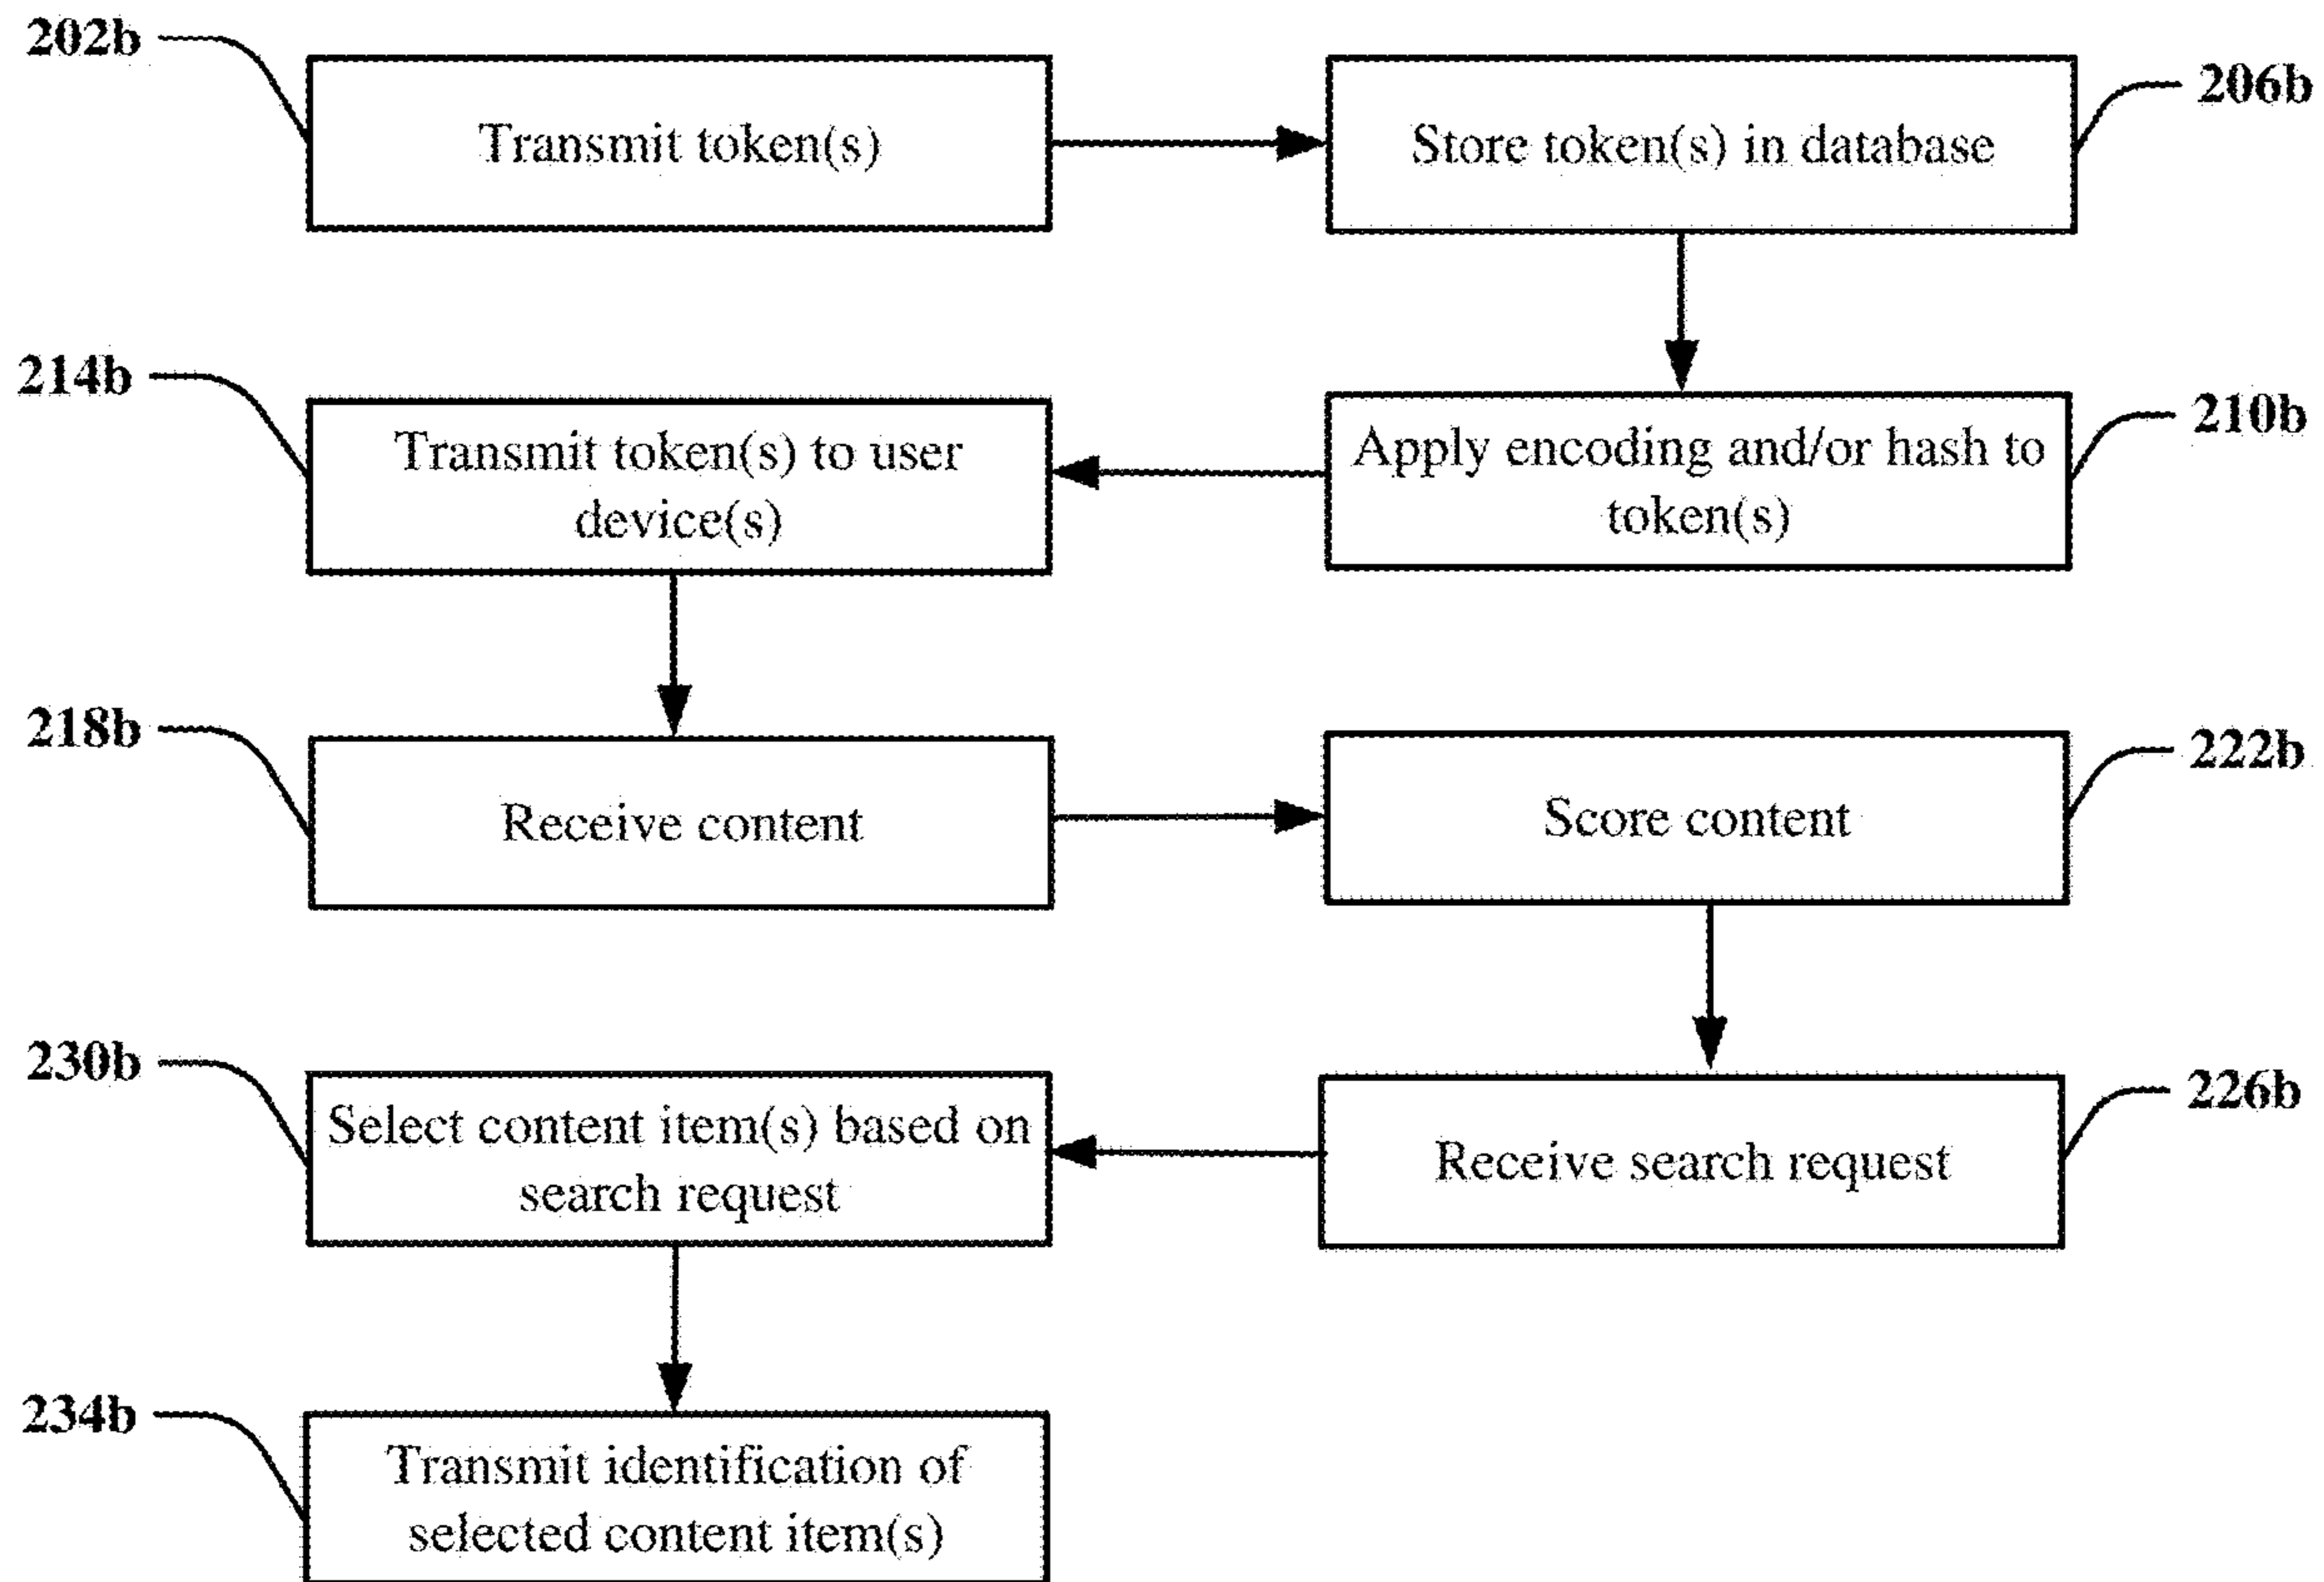 202b
Transmit token(s)
Store token(s) in database
206b
214b
Transmit token(s) to user
device(s)
Apply encoding and/or hash to
token(s)
210b
218b
Receive content
Score content
222b
230b
Select content item(s) based on
search request
Receive search request
226b
234b
Transmit identification of
selected content item(s)